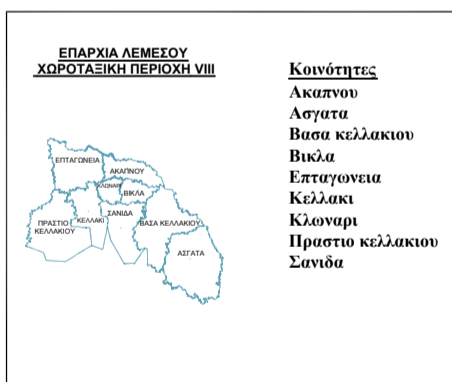 ΕΠΑΡΧΙΑ ΛΕΜΕΣΟΥ
ΧΩΡΟΤΑΞΙΚΗ ΠΕΡΙΟΧΗ VIII
Κοινότητες
Ακαπνου
Ασγατα
Βασα κελλακιου
Βικλα
Επταγωνεια
Κελλακι
Κλωναρι
Πραστιο κελλακιου
Σανιδα
ΕΠΤΑΓΩΝΕΙΑ
ΑΚΑΠΝΟΥ
ΚΛΩΝΑΡΙ
ΒΙΚΛΑ
ΣΑΝΙΔΑ
ΠΡΑΣΤΙΟ
ΚΕΛΛΑΚΙΟΥ
ΚΕΛΛΑΚΙ
ΒΑΣΑ ΚΕΛΛΑΚΙΟΥ
ΑΣΓΑΤΑ